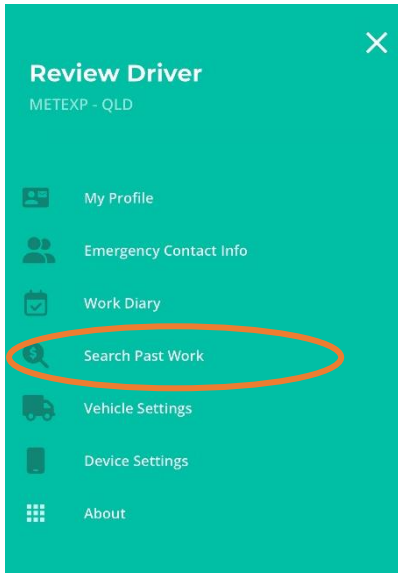 Review Driver
METEXP - QLD
My Profile
Emergency Contact Info
Work Diary
Search Past Work
Vehicle Settings
Device Settings
About